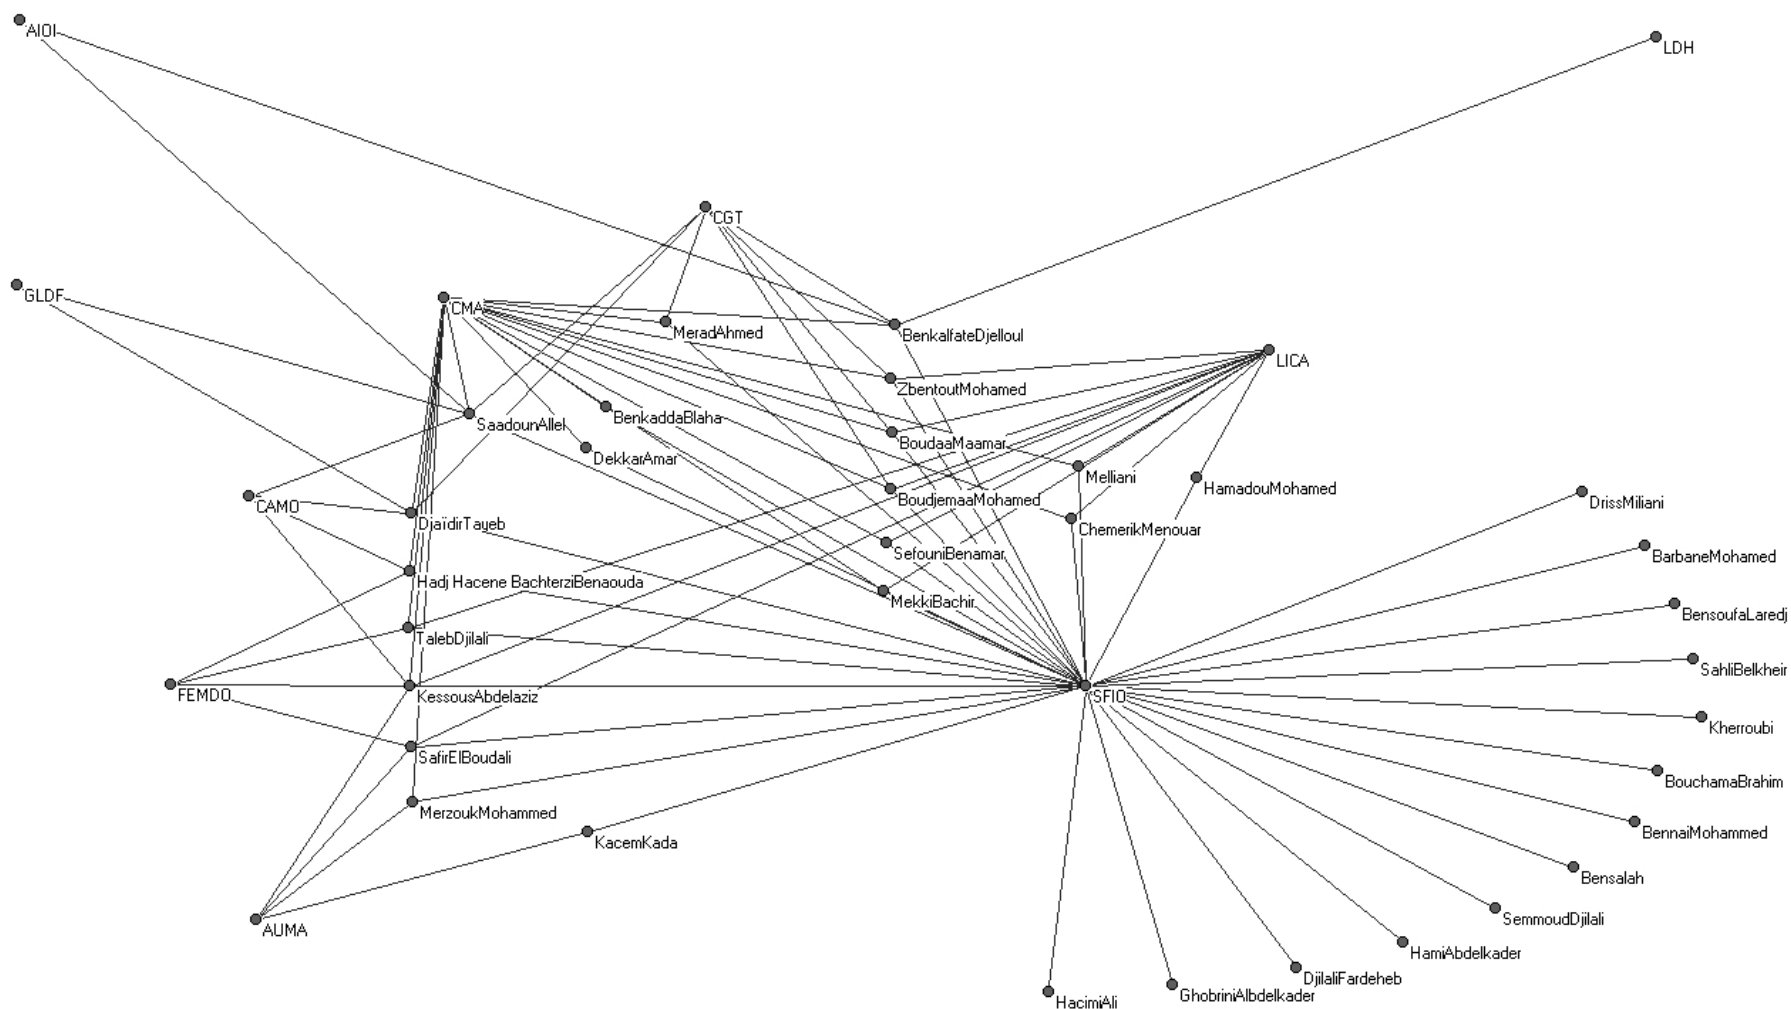 AIOI
LDH
CGT
GLDF
CMA
MeradAhmed
BenkalfateDjelloul
LICA
ZbentoutMohamed
BenkaddaBlaha
SaadounAllel
BoudaaMaamar
DekkarAmar
Melliani
HamadouMohamed
BoudjemaaMohamed
DrissMiliani
CAMO
DjaïdirTayeb
ChemerikMenouar
SefouniBenamar
BarbaneMohamed
Hadj Hacene BachterziBenaouda
MekkiBachir
BensoufaLaredj
TalebDjilali
SahliBelkheir
FEMDO
KessousAbdelaziz
SFIO
Kherroubi
SafirElBoudali
BouchamaBrahim
MerzoukMohammed
KacemKada
BennaiMohammed
Bensalah
SemmoudDjilali
AUMA
HamiAbdelkader
DjilaliFardeheb
GhobriniAlbdelkader
HacimiAli